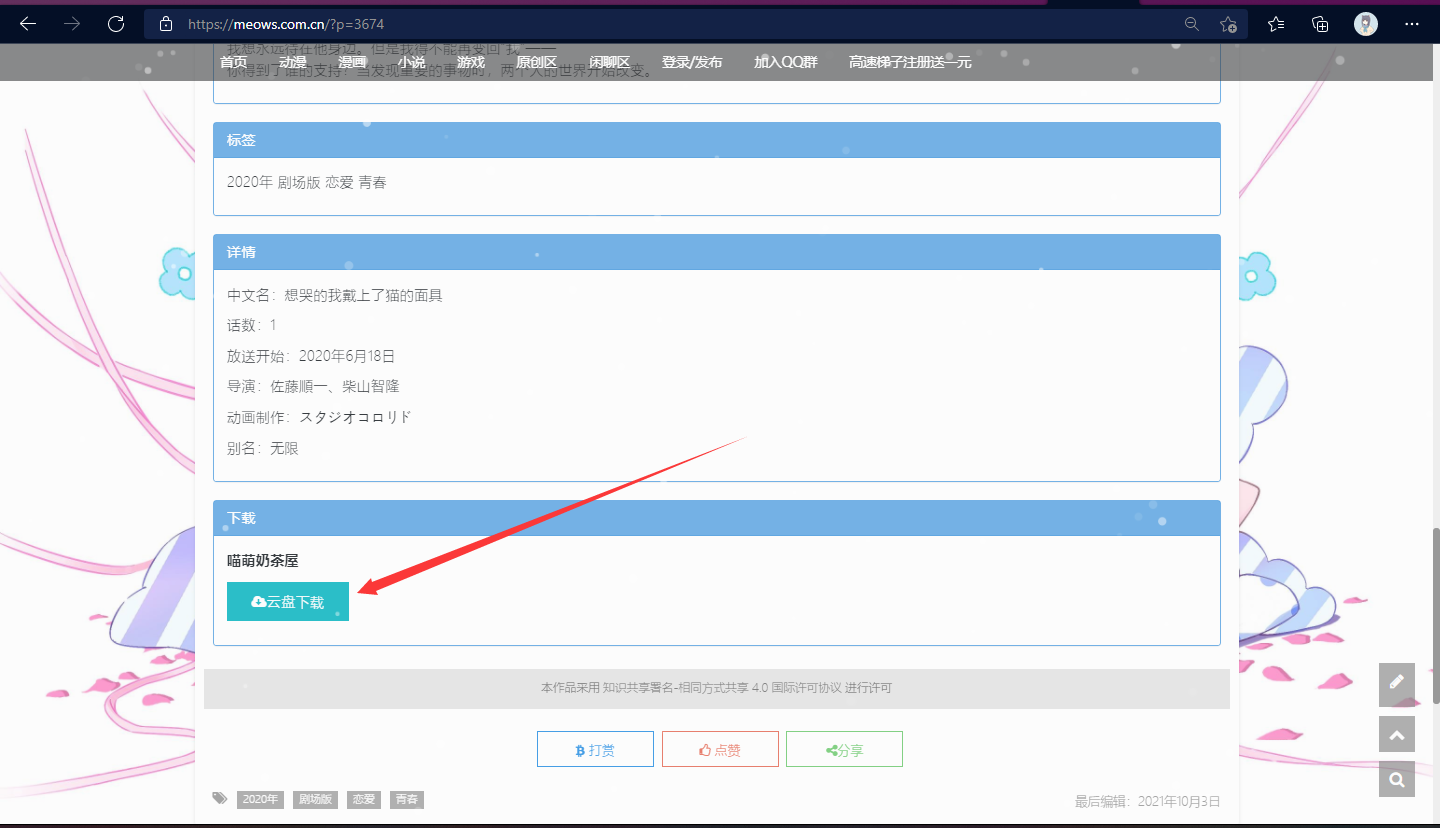 https://meows.com.cn/?p=3674
我想永远待在他身边。但是我得不能再变回"我"——
首页 动漫 漫画 小说 游戏 原创区 闲聊区 登录/发布 加入QQ群 高速梯子注册送一元
你得到了谁的支持？当发现重要的事物时，两个人的世界开始改变。
标签
2020年 剧场版 恋爱 青春
详情
中文名：想哭的我戴上了猫的面具
话数：1
放送开始：2020年6月18日
导演：佐藤順一、柴山智隆
动画制作：スタジオコロリド
别名：无限
下载
喵萌奶茶屋
云盘下载
本作品采用 知识共享署名-相同方式共享 4.0 国际许可协议 进行许可
打赏 点赞 分享
2020年 剧场版 恋爱 青春
最后编辑：2021年10月3日